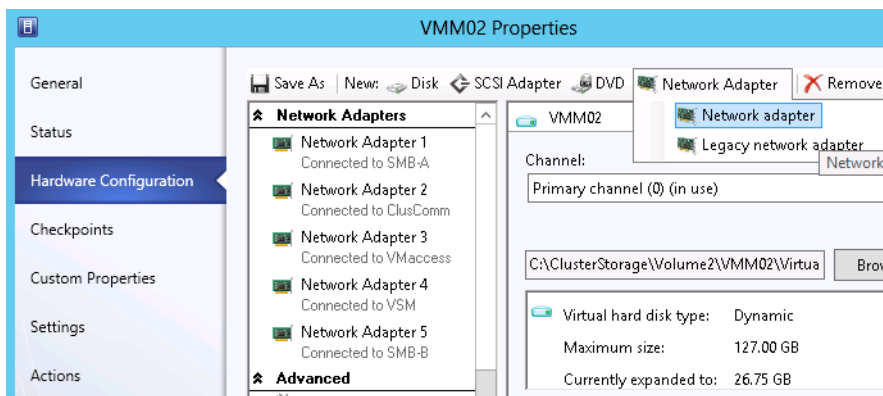 VMM02 Properties
General
Status
Hardware Configuration
Checkpoints
Custom Properties
Settings
Actions
Save As New: Disk SCSI Adapter DVD Network Adapter Remove
Network Adapters
Network Adapter 1
Connected to SMB-A
Network Adapter 2
Connected to ClusComm
Network Adapter 3
Connected to VMaccess
Network Adapter 4
Connected to VSM
Network Adapter 5
Connected to SMB-B
Advanced
Network adapter
Legacy network adapter
Network
VMM02
Channel:
Primary channel (0) (in use)
C:\ClusterStorage\Volume2\VMM02\Virtua
Brov
Virtual hard disk type: Dynamic
Maximum size: 127.00 GB
Currently expanded to: 26.75 GB